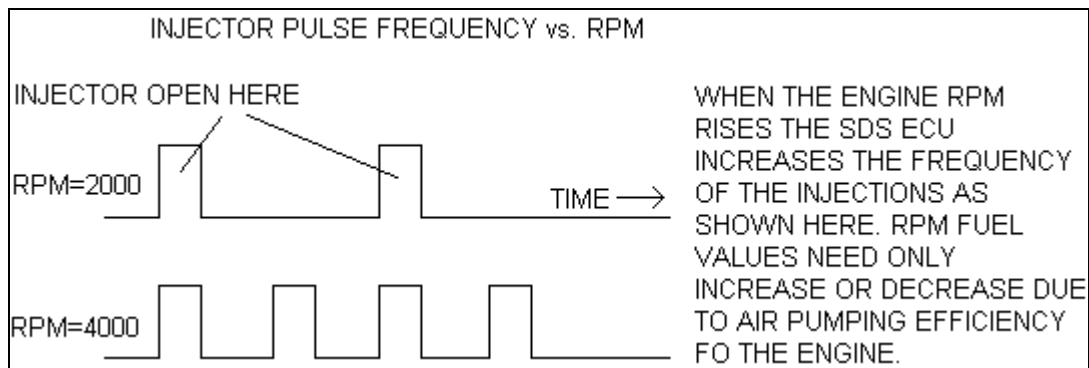 INJECTOR PULSE FREQUENCY vs. RPM
INJECTOR OPEN HERE
RPM=2000
TIME
RPM=4000
WHEN THE ENGINE RPM
RISES THE SDS ECU
INCREASES THE FREQUENCY
OF THE INJECTIONS AS
SHOWN HERE. RPM FUEL
VALUES NEED ONLY
INCREASE OR DECREASE DUE
TO AIR PUMPING EFFICIENCY
FO THE ENGINE.